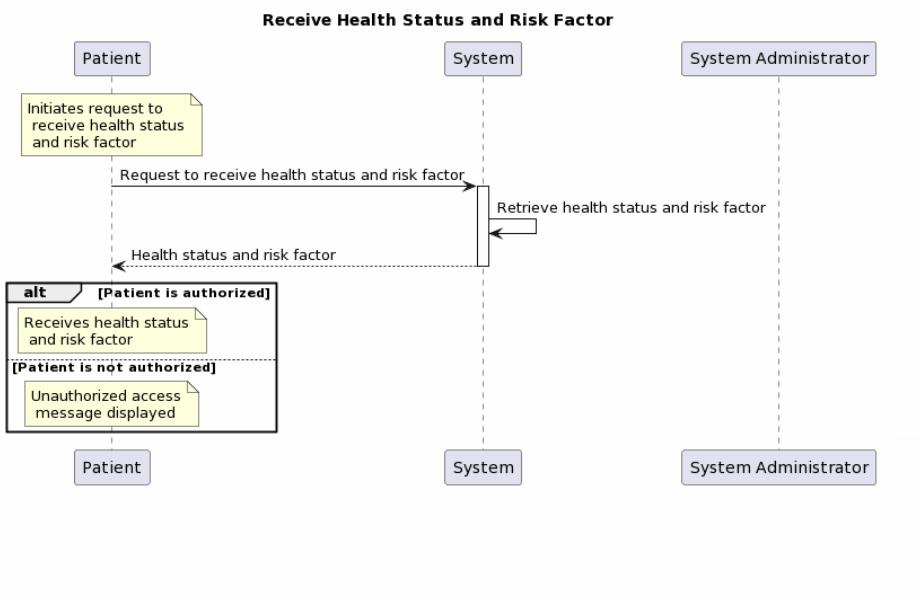 Receive Health Status and Risk Factor
Patient
System
System Administrator
Initiates request to
receive health status
and risk factor
Request to receive health status and risk factor
Retrieve health status and risk factor
Health status and risk factor
alt
[Patient is authorized]
Receives health status
and risk factor
[Patient is not authorized]
Unauthorized access
message displayed
Patient
System
System Administrator